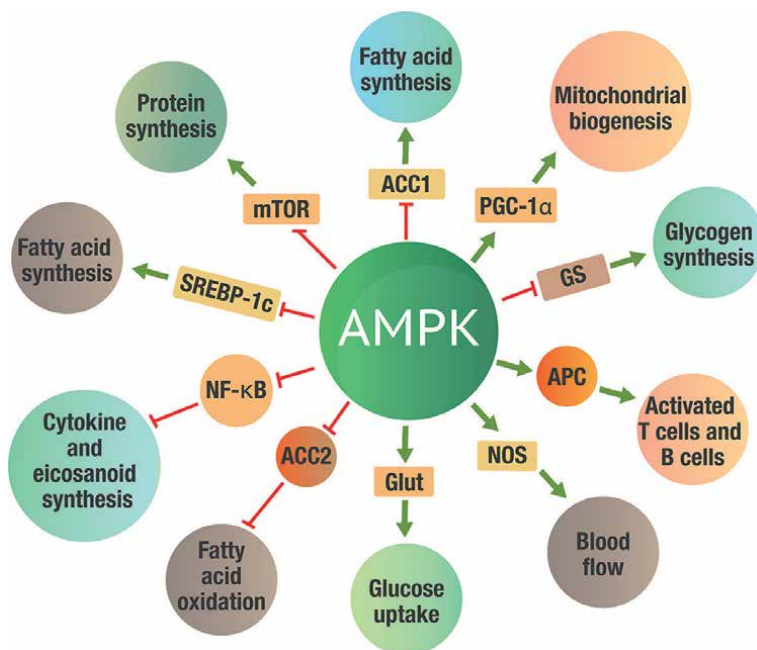 Fatty acid
synthesis
Mitochondrial
biogenesis
Protein
synthesis
ACC1
mTOR
PGC-1α
Glycogen
synthesis
Fatty acid
synthesis
GS
SREBP-1c
AMPK
NF-κB
APC
Activated
T cells and
B cells
Cytokine
and
eicosanoid
synthesis
ACC2
Glut
NOS
Blood
flow
Fatty
acid
oxidation
Glucose
uptake